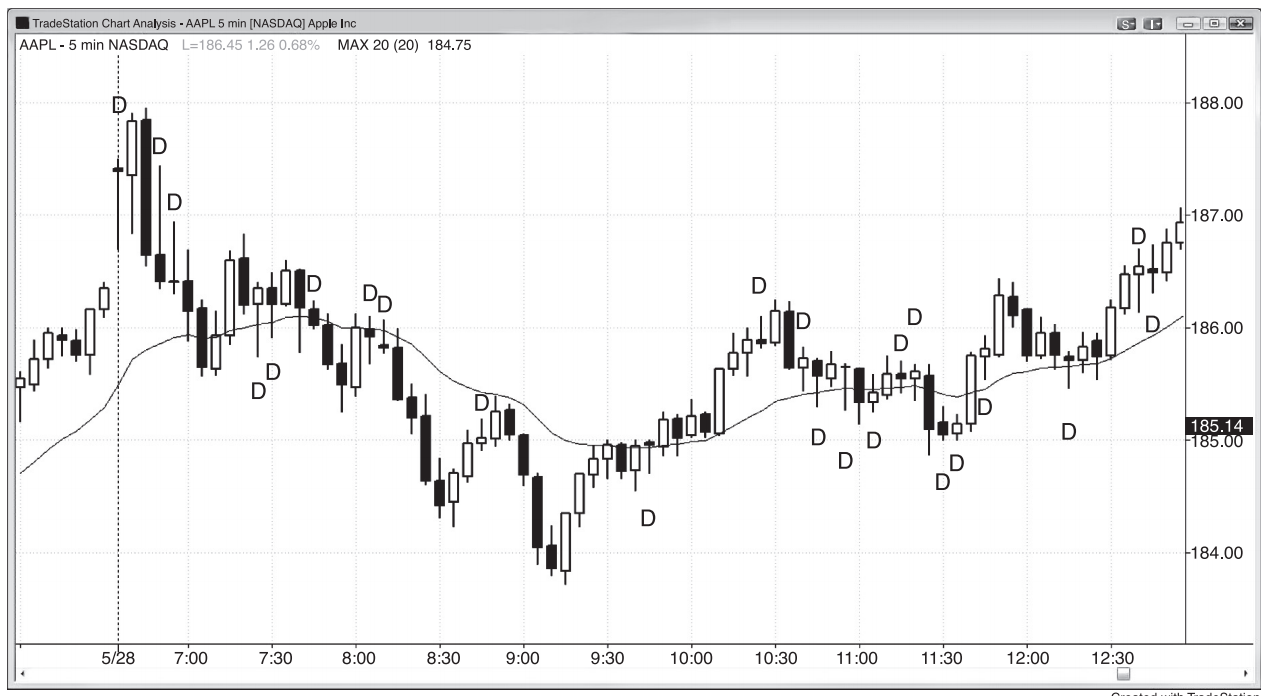 TradeStation Chart Analysis - AAPL 5 min [NASDAQ] Apple Inc
S
I
AAPL - 5 min NASDAQ L=186.45 1.26 0.68% MAX 20 (20) 184.75
D
188.00
D
D
187.00
D
D
D
D
D
D
D
186.00
D
D
D
D
D
D
D
185.14
185.00
D
D
D
D
D
D
D
D
184.00
5/28 7:00 7:30 8:00 8:30 9:00 9:30 10:00 10:30 11:00 11:30 12:00 12:30